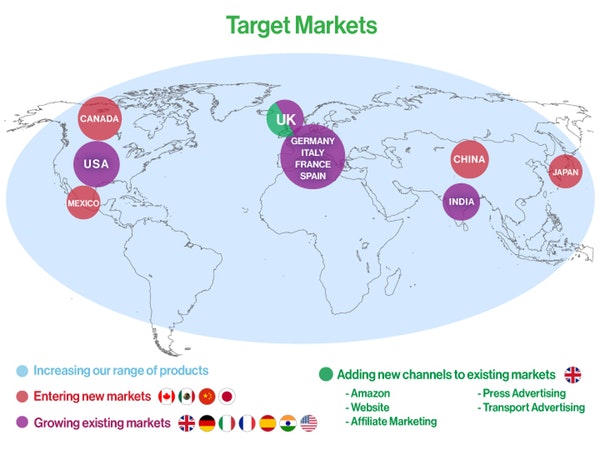 Target Markets
CANADA
UK
USA
GERMANY
ITALY
FRANCE
SPAIN
CHINA
JAPAN
MEXICO
INDIA
Increasing our range of products
Entering new markets
Growing existing markets
Adding new channels to existing markets
- Amazon
- Website
- Affiliate Marketing
- Press Advertising
- Transport Advertising